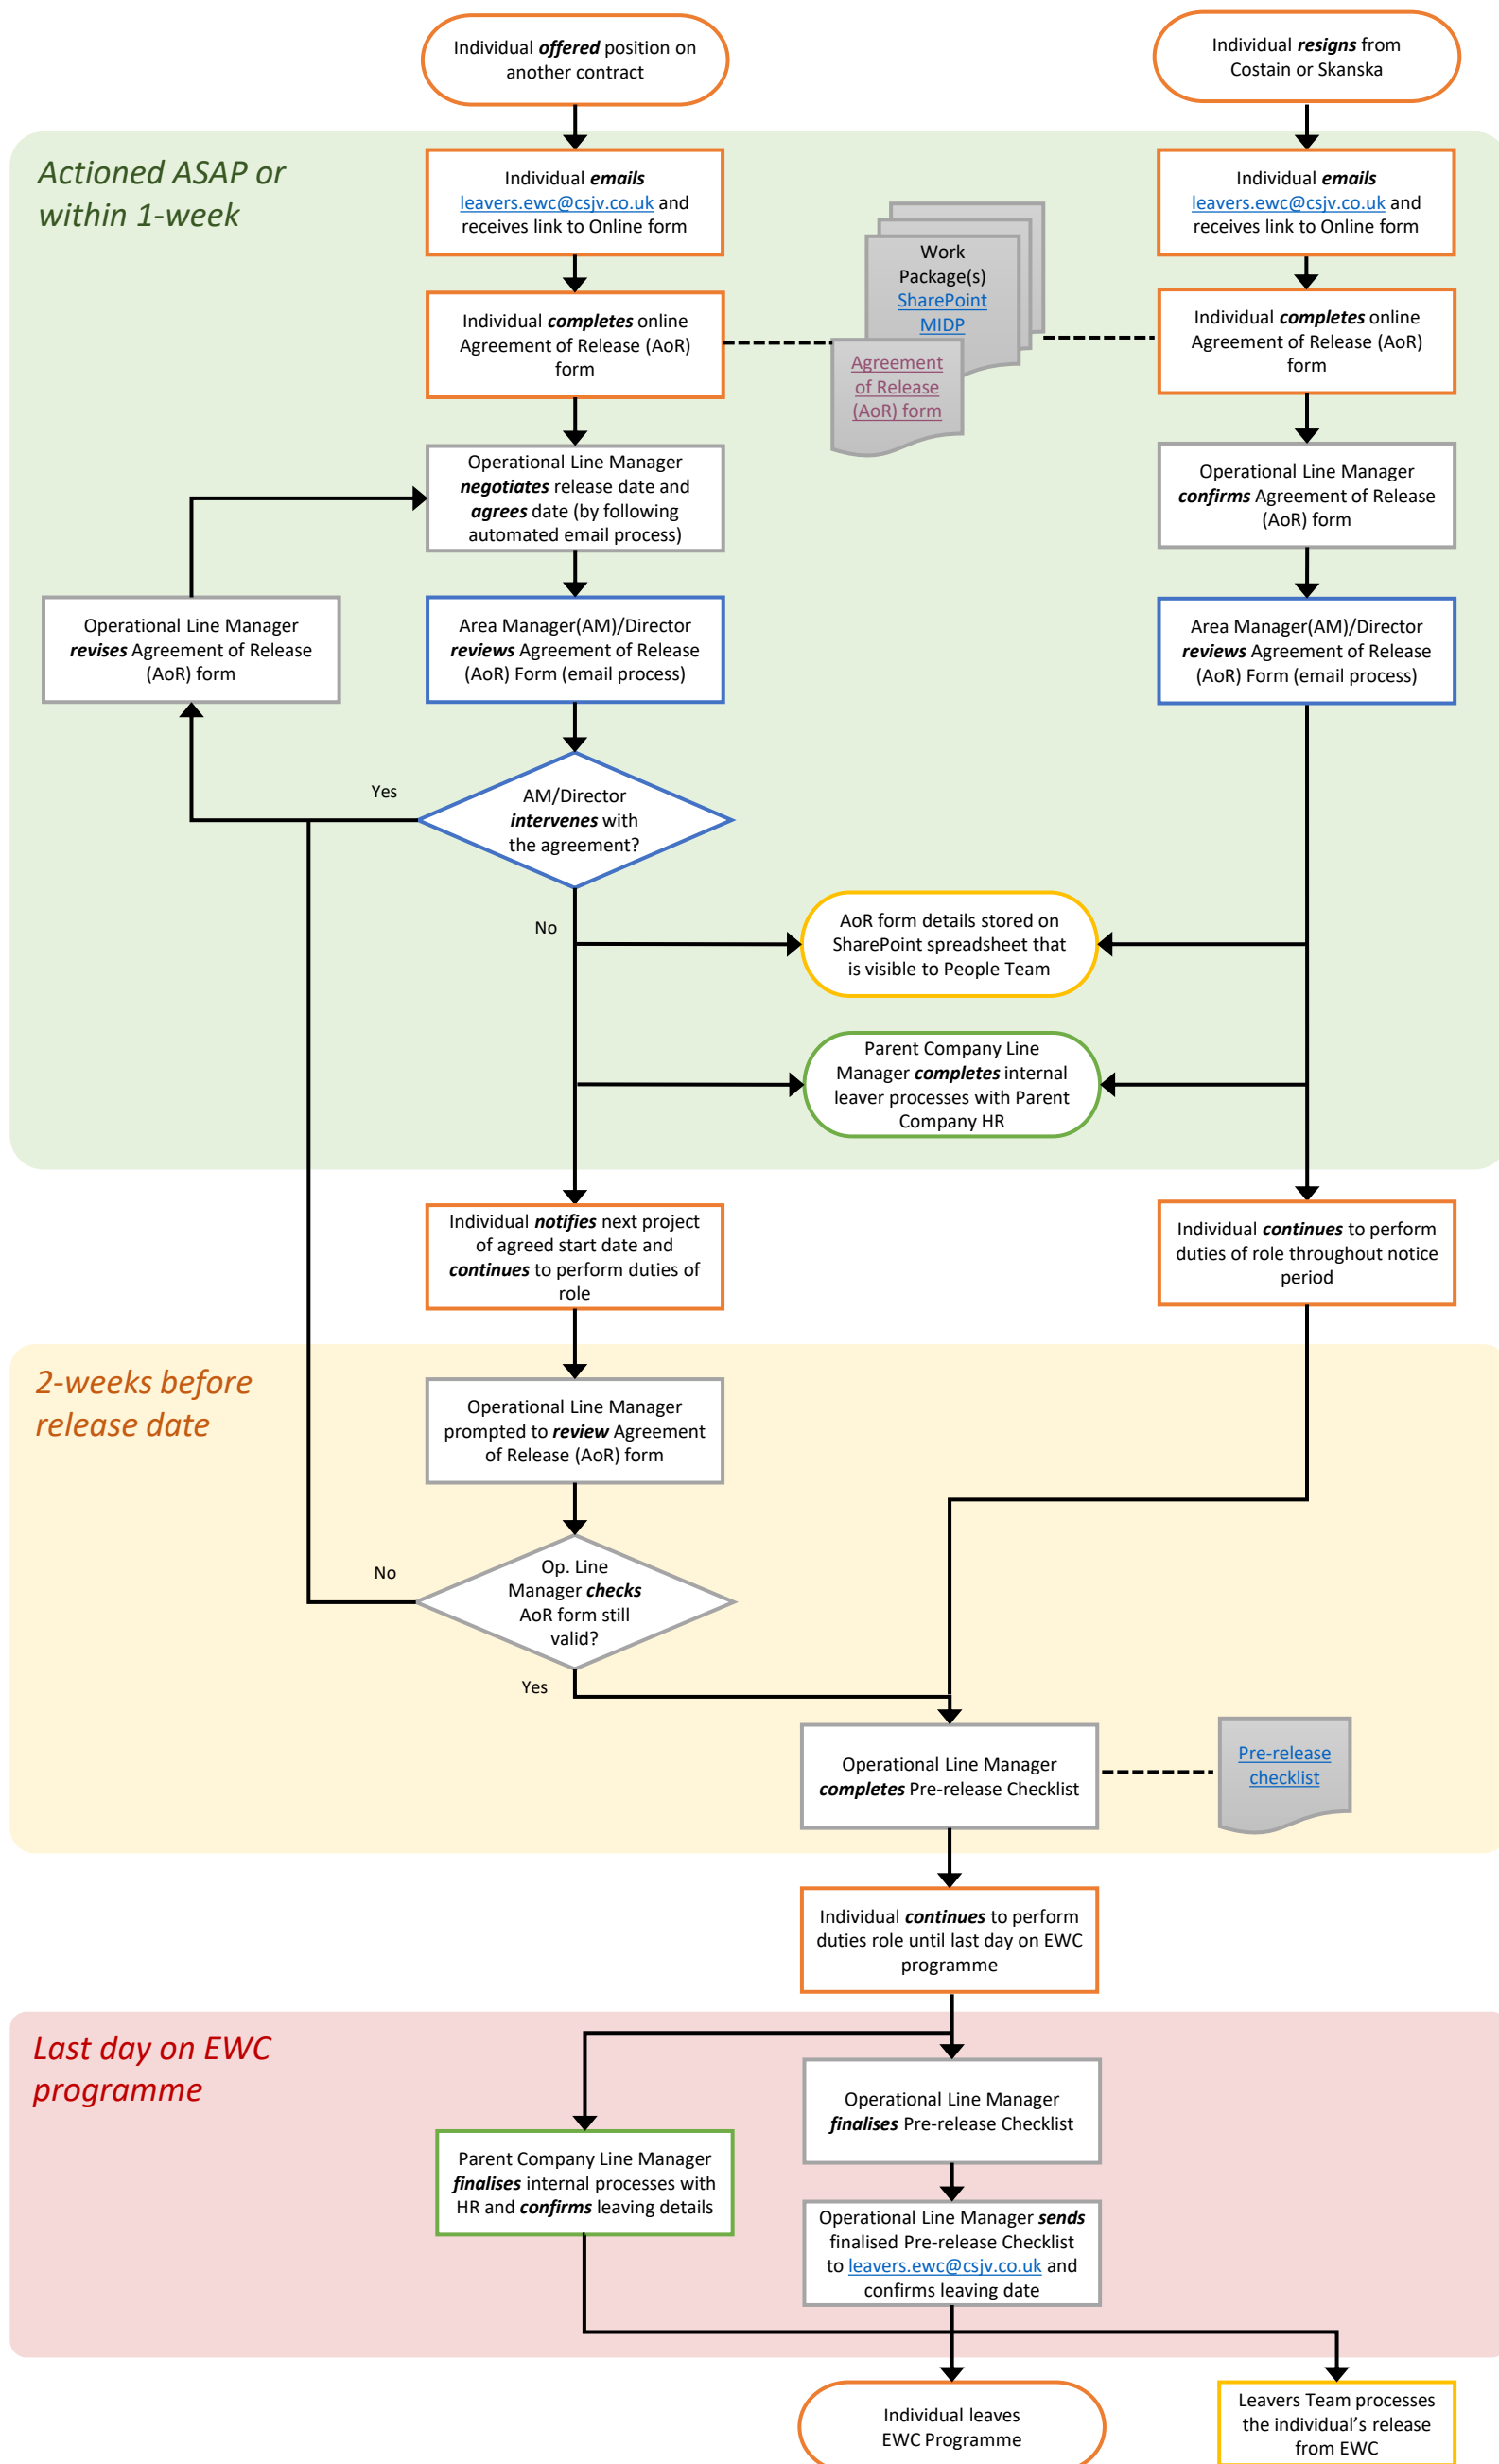 Individual offered position on
another contract
Individual resigns from
Costain or Skanska
Actioned ASAP or
within 1-week
Individual emails
leavers.ewc@csjv.co.uk and
receives link to Online form
Individual emails
leavers.ewc@csjv.co.uk and
receives link to Online form
Work
Package(s)
SharePoint
MIDP
Individual completes online
Agreement of Release (AoR)
form
Agreement
of Release
(AoR) form
Individual completes online
Agreement of Release (AoR)
form
Operational Line Manager
negotiates release date and
agrees date (by following
automated email process)
Operational Line Manager
confirms Agreement of Release
(AoR) form
Operational Line Manager
revises Agreement of Release
(AoR) form
Area Manager(AM)/Director
reviews Agreement of Release
(AoR) Form (email process)
Area Manager(AM)/Director
reviews Agreement of Release
(AoR) Form (email process)
Yes
AM/Director
intervenes with
the agreement?
No
AoR form details stored on
SharePoint spreadsheet that
is visible to People Team
Parent Company Line
Manager completes internal
leaver processes with Parent
Company HR
Individual notifies next project
of agreed start date and
continues to perform duties of
role
Individual continues to perform
duties of role throughout notice
period
2-weeks before
release date
Operational Line Manager
prompted to review Agreement
of Release (AoR) form
No
Op. Line
Manager checks
AoR form still
valid?
Yes
Operational Line Manager
completes Pre-release Checklist
Pre-release
checklist
Individual continues to perform
duties role until last day on EWC
programme
Last day on EWC
programme
Operational Line Manager
finalises Pre-release Checklist
Parent Company Line Manager
finalises internal processes with
HR and confirms leaving details
Operational Line Manager sends
finalised Pre-release Checklist
to leavers.ewc@csjv.co.uk and
confirms leaving date
Individual leaves
EWC Programme
Leavers Team processes
the individual's release
from EWC